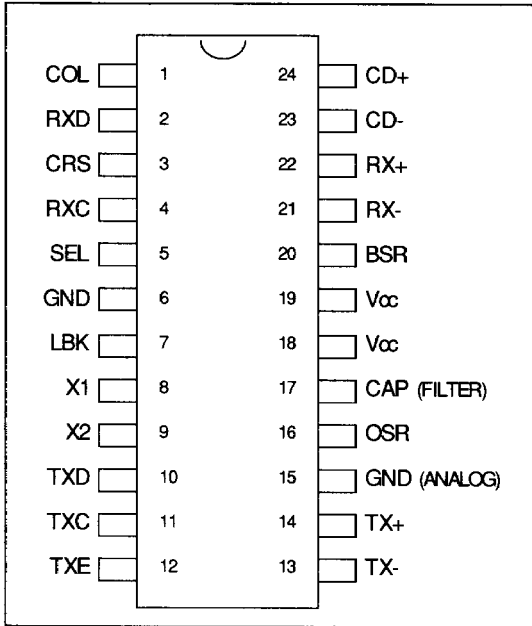 COL 1 24 CD+
RXD 2 23 CD-
CRS 3 22 RX+
RXC 4 21 RX-
SEL 5 20 BSR
GND 6 19 Vcc
LBK 7 18 Vcc
X1 8 17 CAP (FILTER)
X2 9 16 OSR
TXD 10 15 GND (ANALOG)
TXC 11 14 TX+
TXE 12 13 TX-